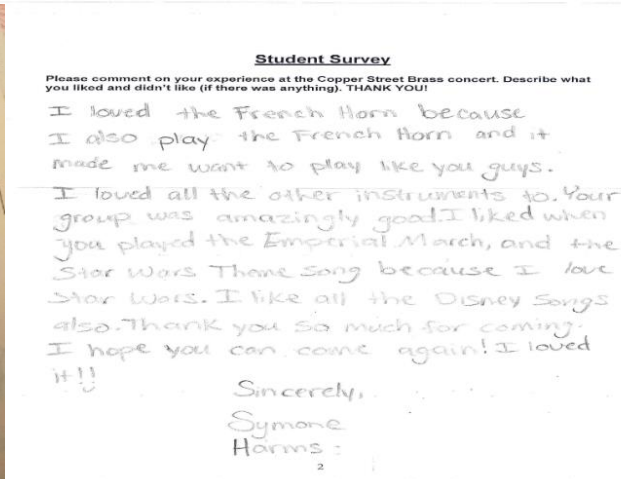 Student Survey
Please comment on your experience at the Copper Street Brass concert. Describe what
you liked and didn't like (if there was anything). THANK YOU!
I loved the French Horn because
I also play the French Horn and it
made me want to play like you guys.
I loved all the other instruments to. Your
group was amazingly good. I liked when
you played the Emperial March, and the
Star Wars Theme song because I love
Star Wars. I like all the Disney Songs
also. Thank you so much for coming.
I hope you can come again! I loved
it!!
Sincerely,
Symone
Harms :
2